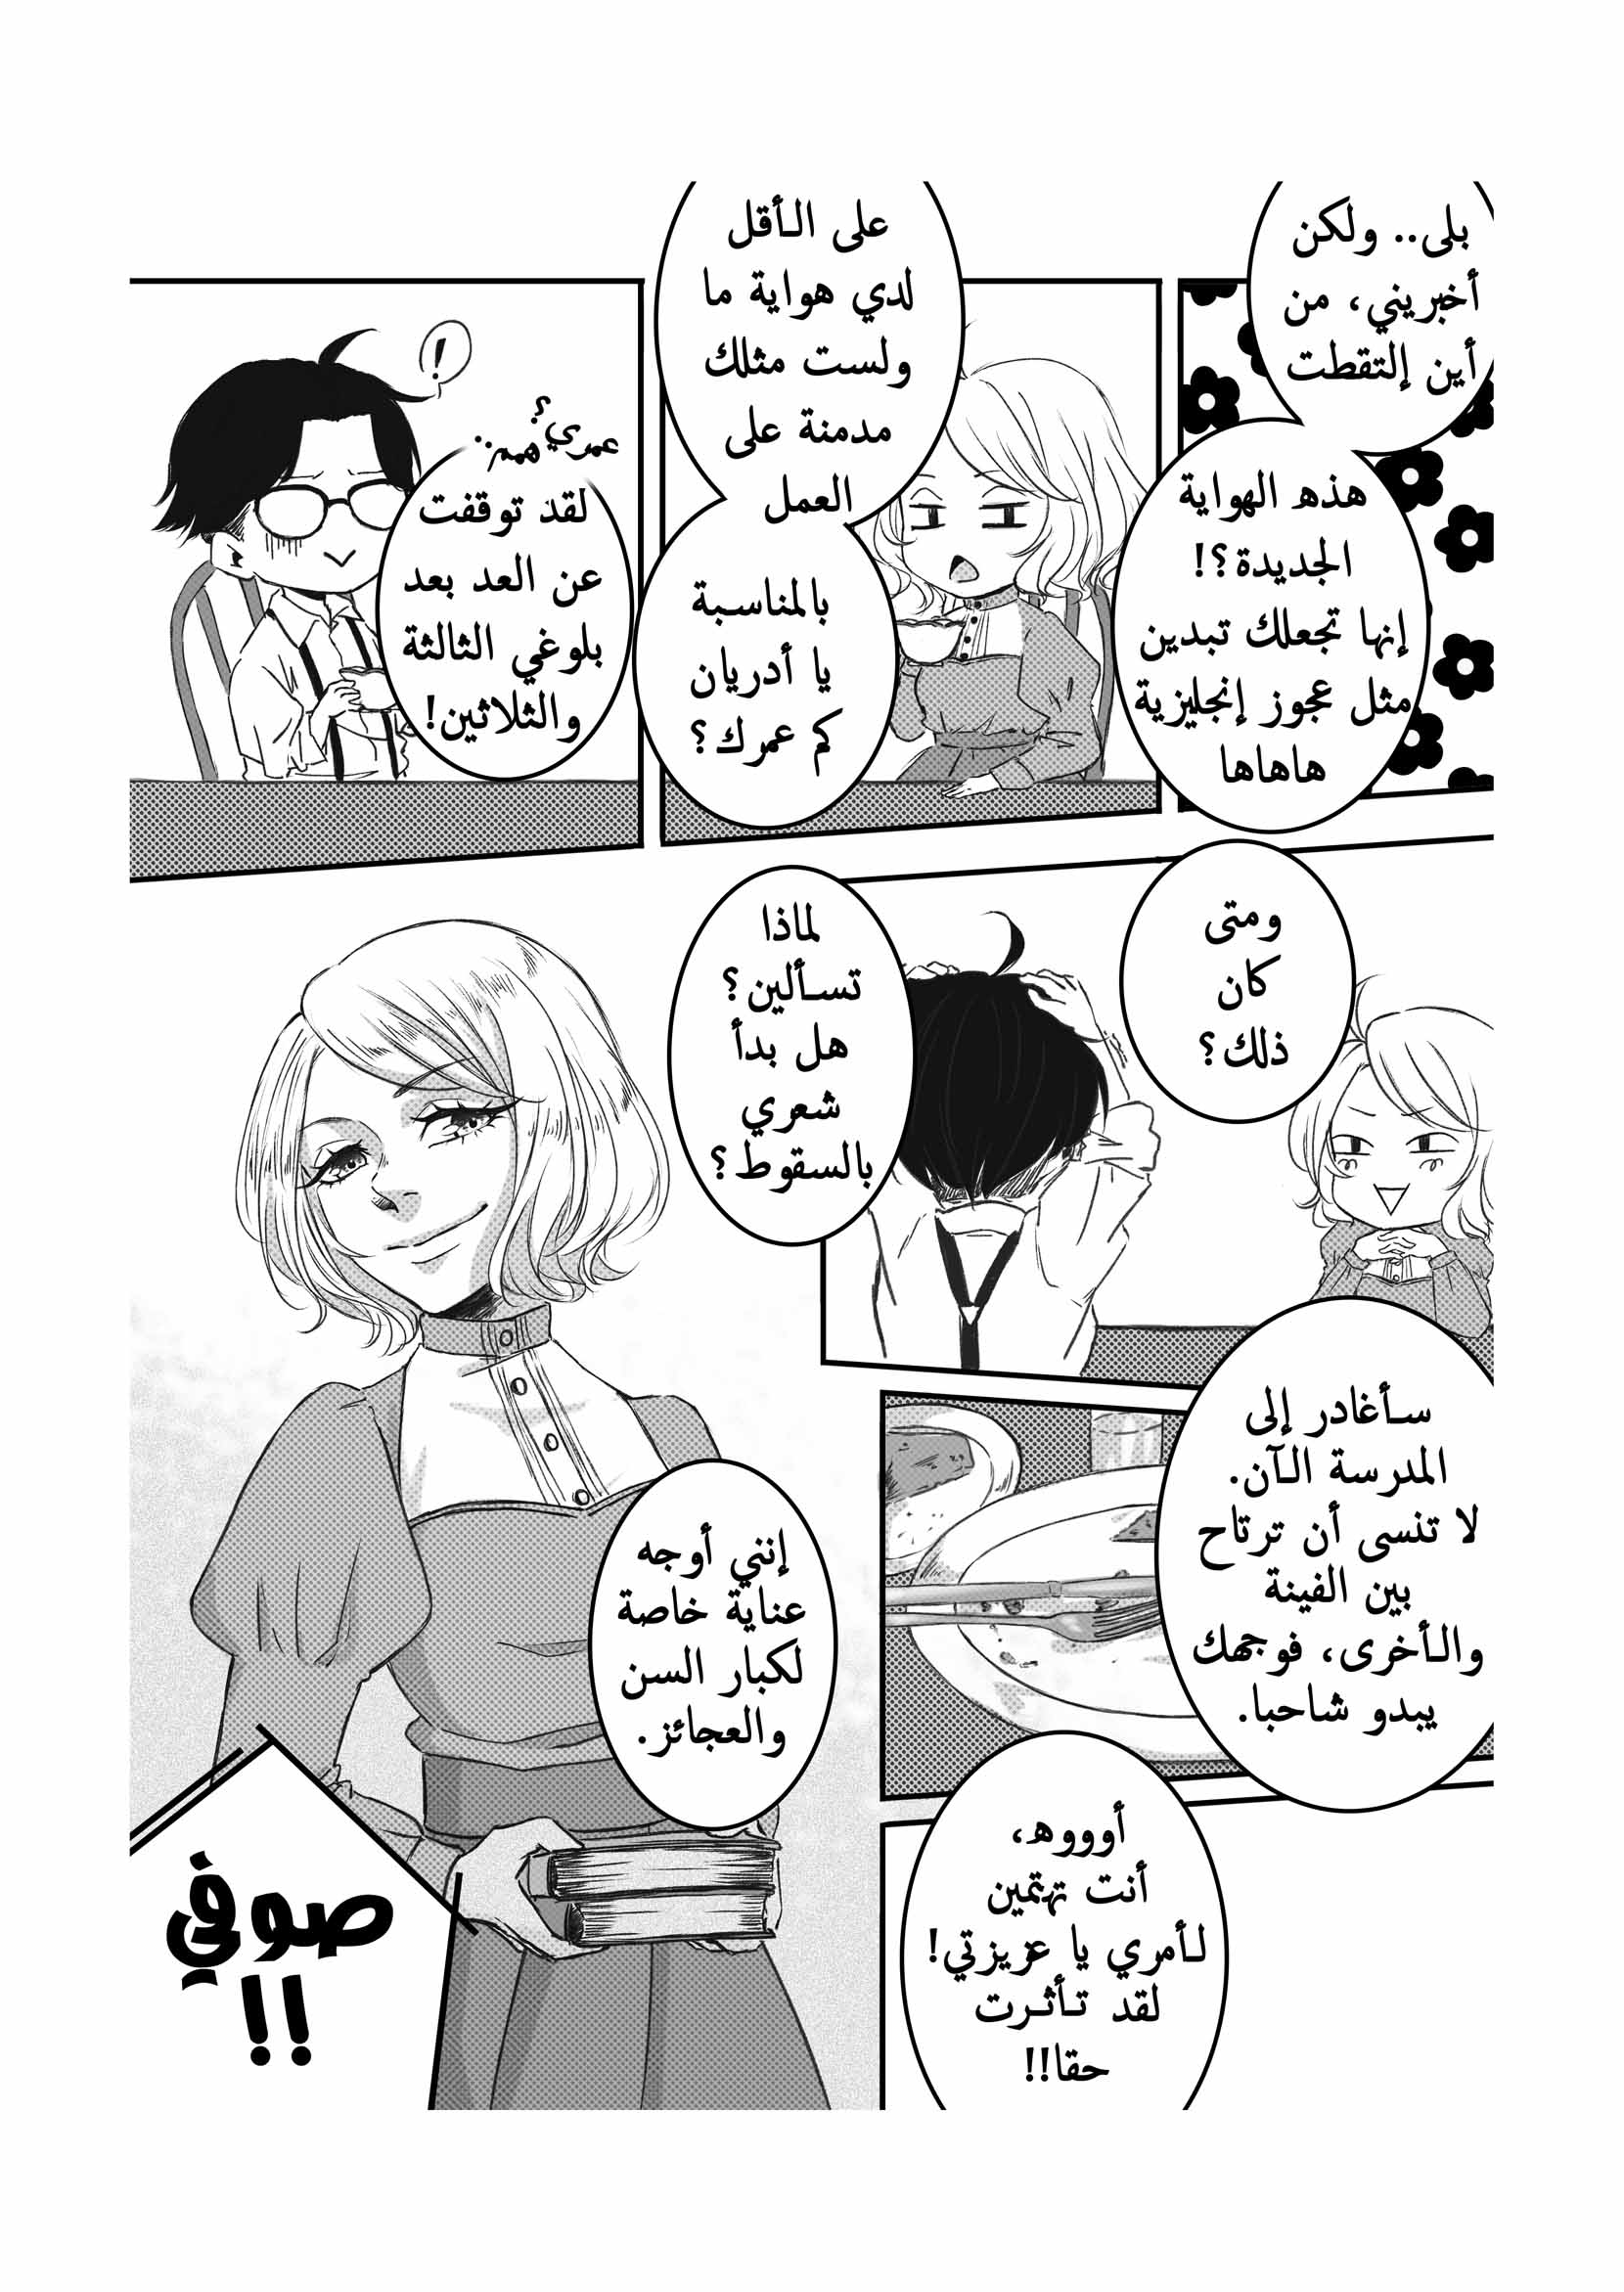 بلى.. ولكن
أخبريني، من
أين إلتقطت
هذه الهواية
الجديدة؟!
إنها تجعلك تبدين
مثل عجوز إنجليزية
هاهاها
على الأقل
لدي هواية ما
ولست مثلك
مدمنة على
العمل
بالمناسبة
يا أدريان
كم عمرك؟
!
عمري؟
همم..
لقد توقفت
عن العد بعد
بلوغي الثالثة
والثلاثين!
ومتى
كان
ذلك؟
لماذا
تسألين؟
هل بدأ
شعري
بالسقوط؟
سأغادر إلى
المدرسة الآن.
لا تنسى أن ترتاح
بين الفينة
والأخرى، فوجهك
يبدو شاحبا.
أوووه،
أنت تهتمين
لأمري يا عزيزتي!
لقد تأثرت
حقا!!
إنني أوجه
عناية خاصة
لكبار السن
والعجائز.
صوفي
!!